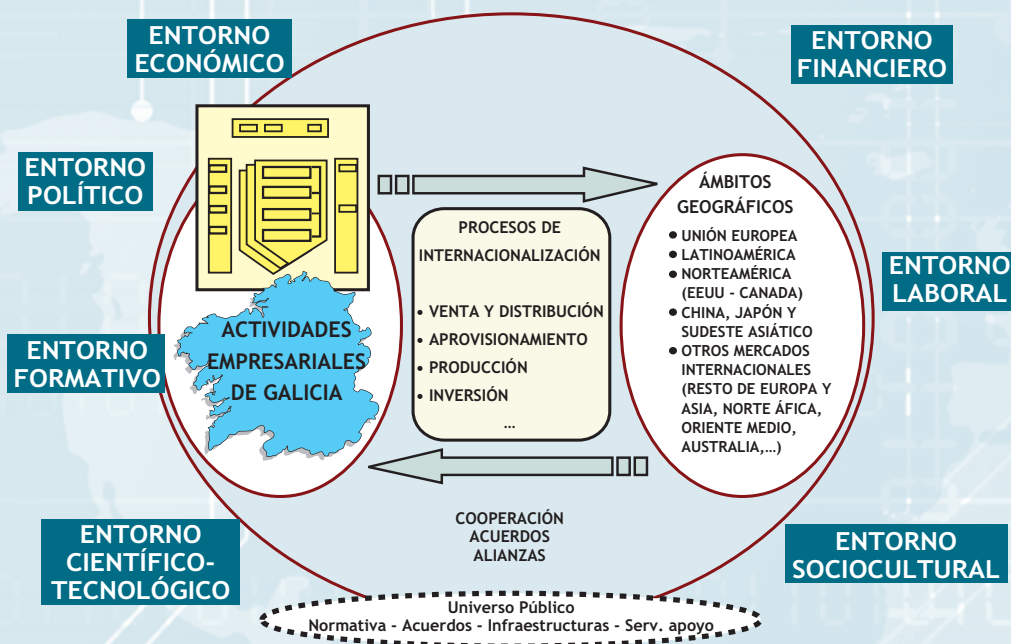 ENTORNO
ECONÓMICO
ENTORNO
FINANCIERO
ENTORNO
POLÍTICO
ENTORNO
LABORAL
ENTORNO
FORMATIVO
ACTIVIDADES
EMPRESARIALES
DE GALICIA
PROCESOS DE
INTERNACIONALIZACIÓN
• VENTA Y DISTRIBUCIÓN
• APROVISIONAMIENTO
• PRODUCCIÓN
• INVERSIÓN
...
ÁMBITOS
GEOGRÁFICOS
• UNIÓN EUROPEA
• LATINOAMÉRICA
• NORTEAMÉRICA
(EEUU - CANADA)
• CHINA, JAPÓN Y
SUDESTE ASIÁTICO
• OTROS MERCADOS
INTERNACIONALES
(RESTO DE EUROPA Y
ASIA, NORTE ÁFICA,
ORIENTE MEDIO,
AUSTRALIA,...)
COOPERACIÓN
ACUERDOS
ALIANZAS
ENTORNO
CIENTÍFICO-
TECNOLÓGICO
ENTORNO
SOCIOCULTURAL
Universo Público
Normativa - Acuerdos - Infraestructuras - Serv. apoyo